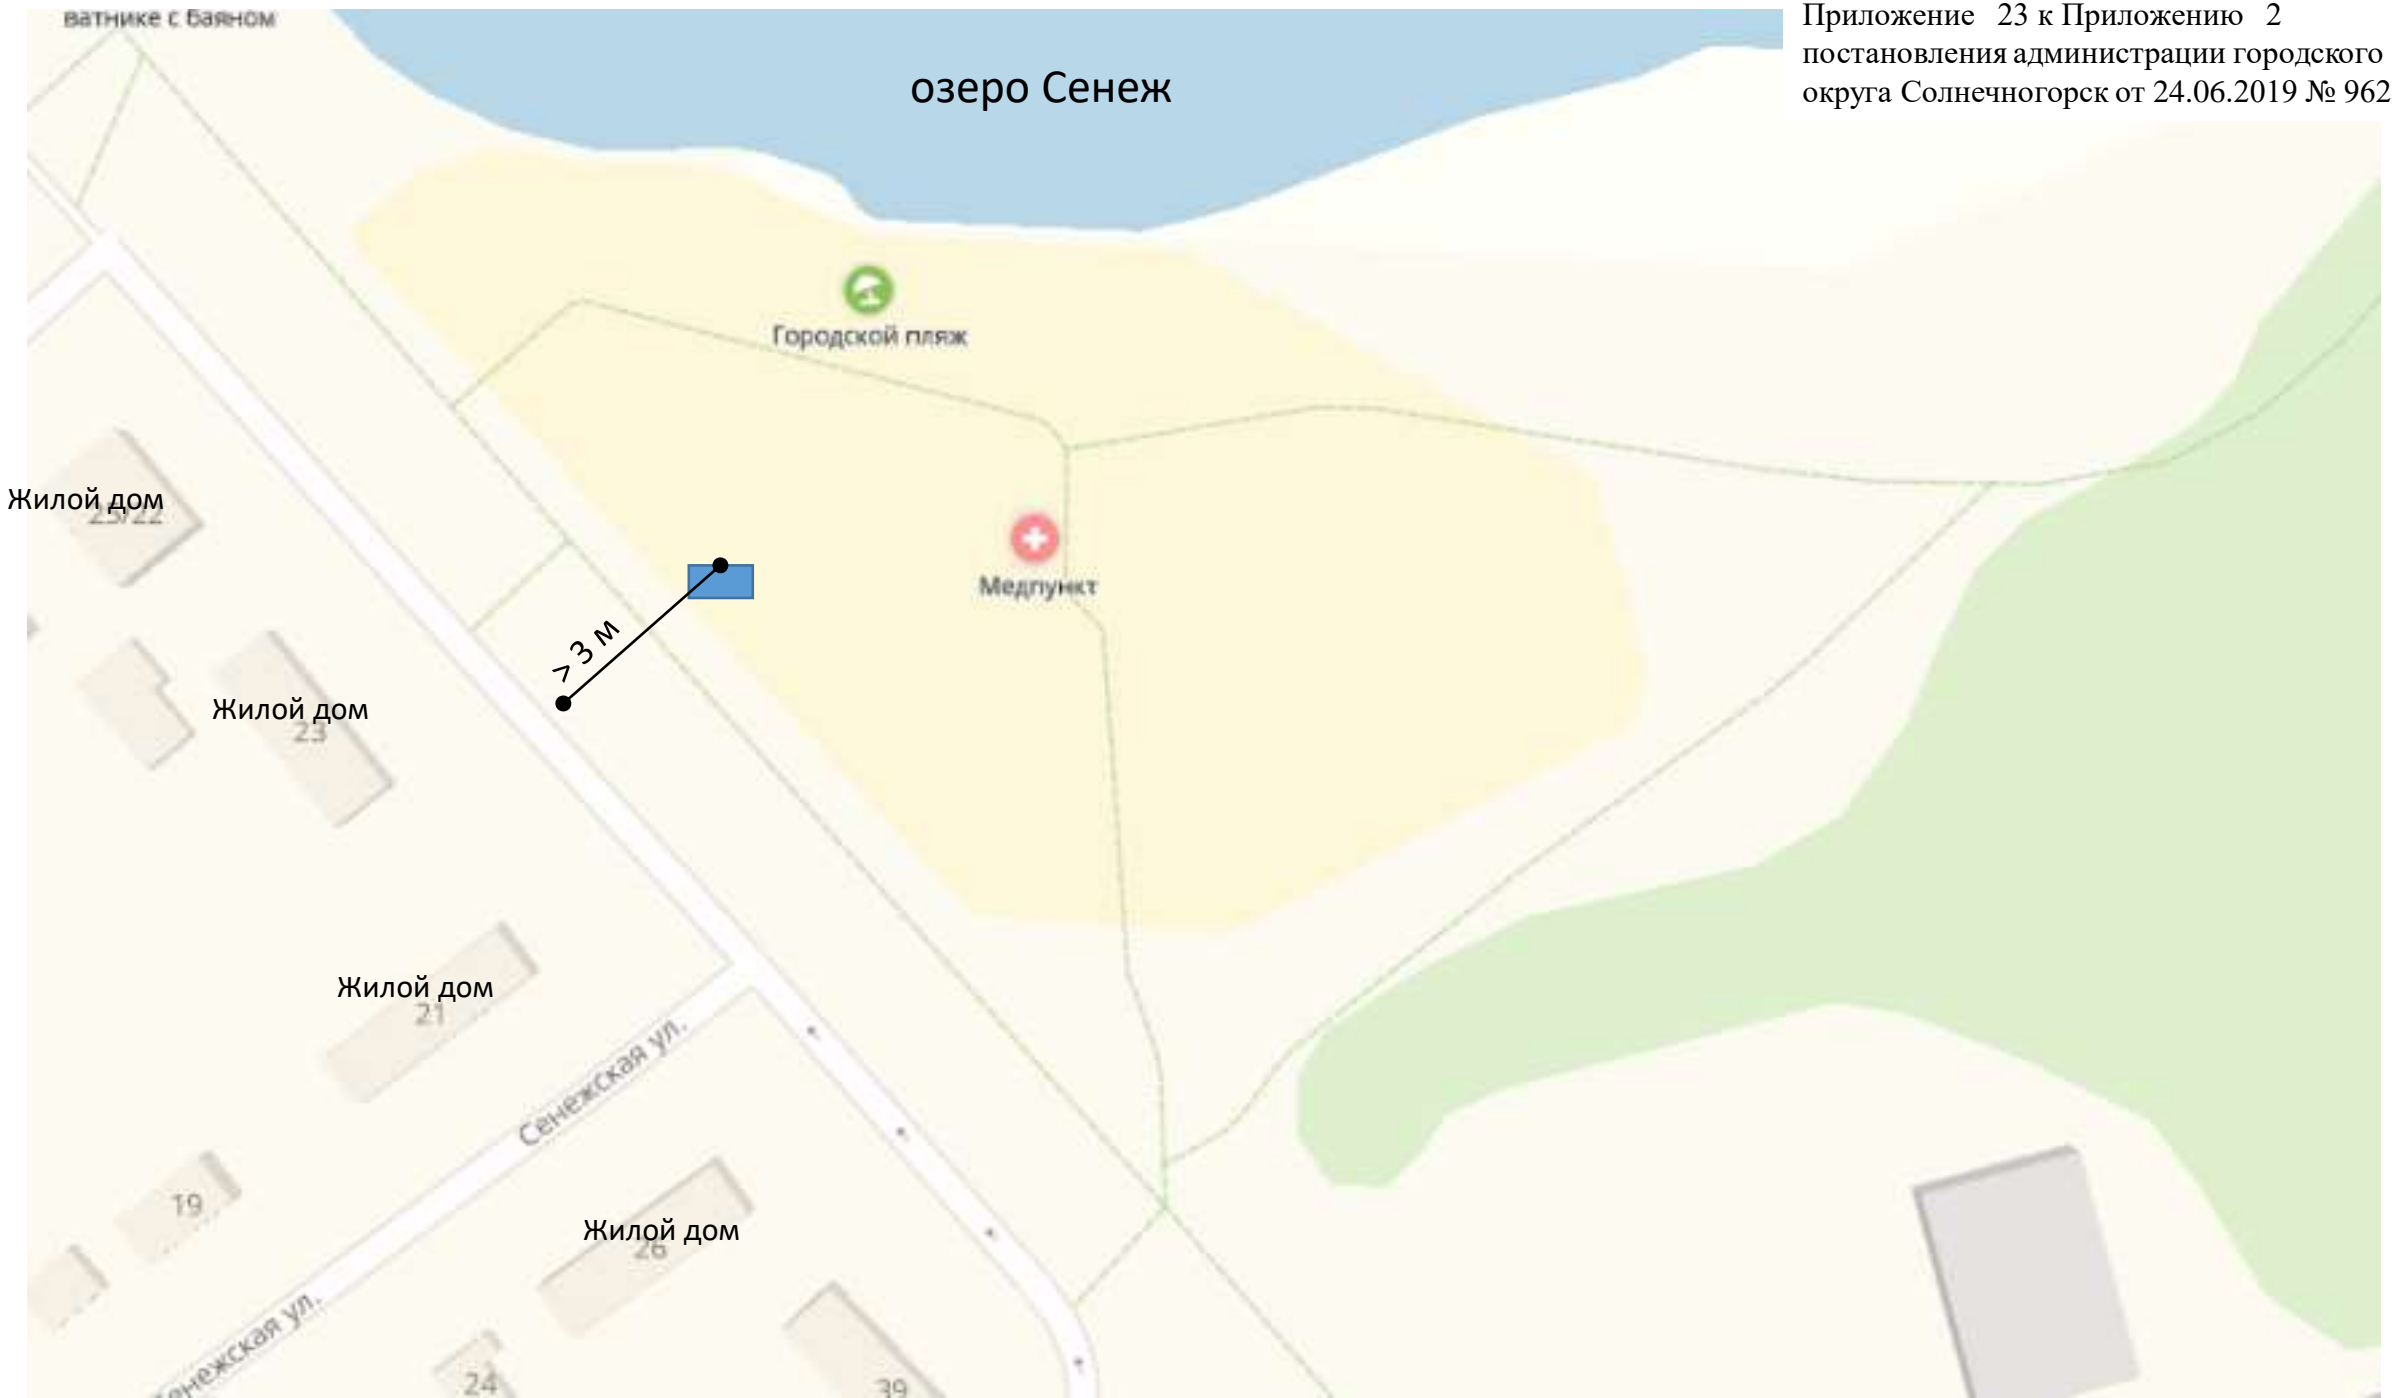 ватнике с баяном
Приложение 23 к Приложению 2
постановления администрации городского
округа Солнечногорск от 24.06.2019 № 962
озеро Сенеж
Городской пляж
Жилой дом
25/22
Медпункт
> 3 м
Жилой дом
23
Жилой дом
21
Сенежская ул.
19
Жилой дом
26
Сенежская ул.
24
39